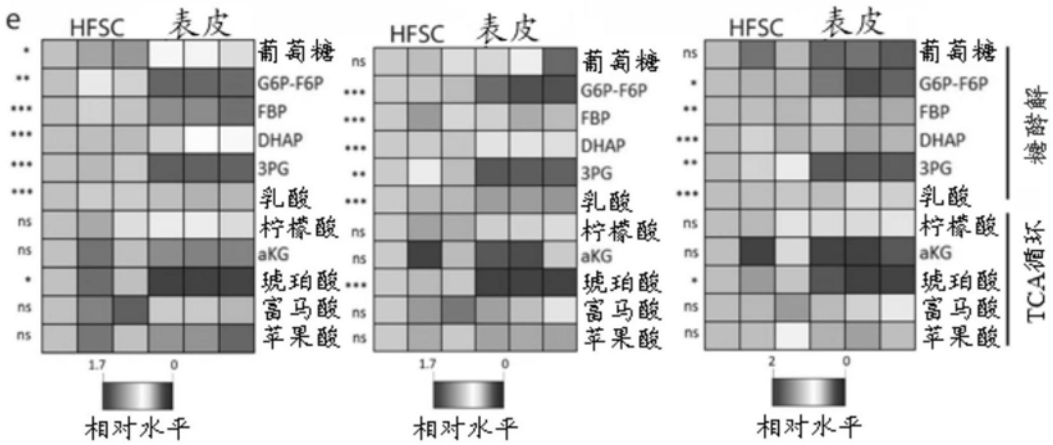 e
HFSC 表皮
* 葡萄糖
** G6P-F6P
*** FBP
*** DHAP
*** 3PG
*** 乳酸
ns 柠檬酸
ns aKG
* 琥珀酸
ns 富马酸
ns 苹果酸
1.7 0
相对水平
HFSC 表皮
ns 葡萄糖
*** G6P-F6P
*** FBP
*** DHAP
** 3PG
*** 乳酸
ns 柠檬酸
ns aKG
*** 琥珀酸
ns 富马酸
ns 苹果酸
1.7 0
相对水平
HFSC 表皮
ns 葡萄糖
* G6P-F6P
** FBP
*** DHAP
** 3PG
*** 乳酸
ns 柠檬酸
ns aKG
* 琥珀酸
ns 富马酸
ns 苹果酸
2 0
相对水平
糖酵解
TCA循环